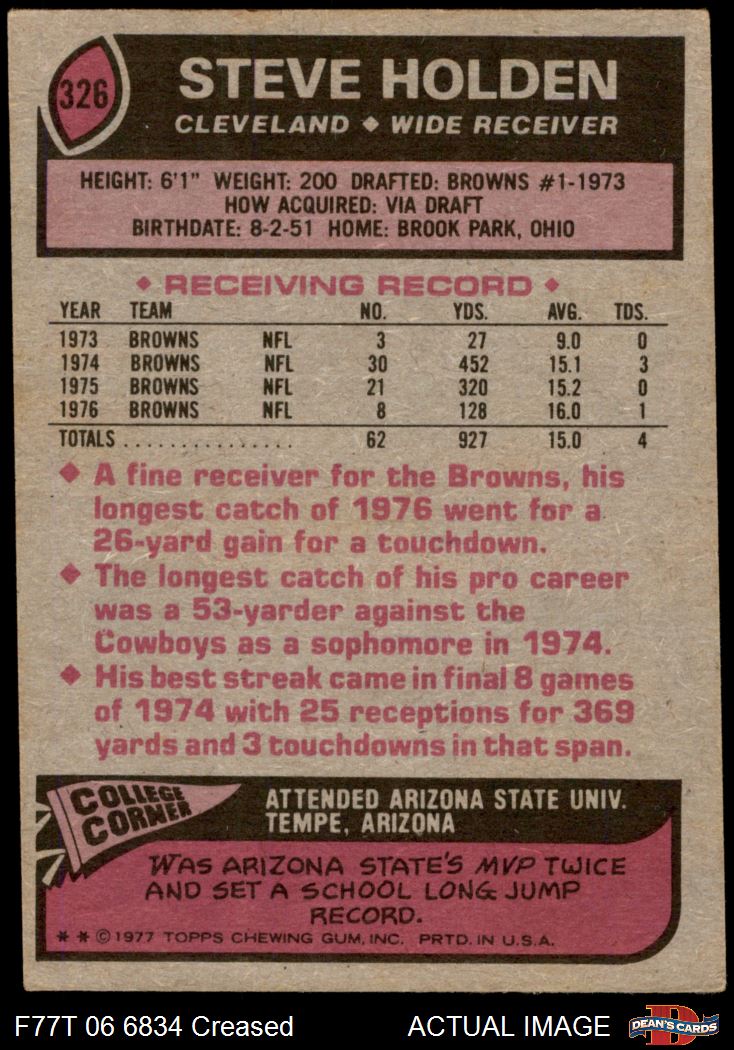 326
STEVE HOLDEN
CLEVELAND ◆ WIDE RECEIVER
HEIGHT: 6'1" WEIGHT: 200 DRAFTED: BROWNS #1-1973
HOW ACQUIRED: VIA DRAFT
BIRTHDATE: 8-2-51 HOME: BROOK PARK, OHIO
◆ RECEIVING RECORD ◆
YEAR TEAM NO. YDS. AVG. TDS.
1973 BROWNS NFL 3 27 9.0 0
1974 BROWNS NFL 30 452 15.1 3
1975 BROWNS NFL 21 320 15.2 0
1976 BROWNS NFL 8 128 16.0 1
TOTALS ............... 62 927 15.0 4
◆ A fine receiver for the Browns, his
longest catch of 1976 went for a
26-yard gain for a touchdown.
◆ The longest catch of his pro career
was a 53-yarder against the
Cowboys as a sophomore in 1974.
◆ His best streak came in final 8 games
of 1974 with 25 receptions for 369
yards and 3 touchdowns in that span.
COLLEGE
CORNER
ATTENDED ARIZONA STATE UNIV.
TEMPE, ARIZONA
WAS ARIZONA STATE'S MVP TWICE
AND SET A SCHOOL LONG JUMP
RECORD.
* * © 1977 TOPPS CHEWING GUM, INC. PRTD. IN U.S.A.
F77T 06 6834 Creased ACTUAL IMAGE
D
DEAN'S CARDS